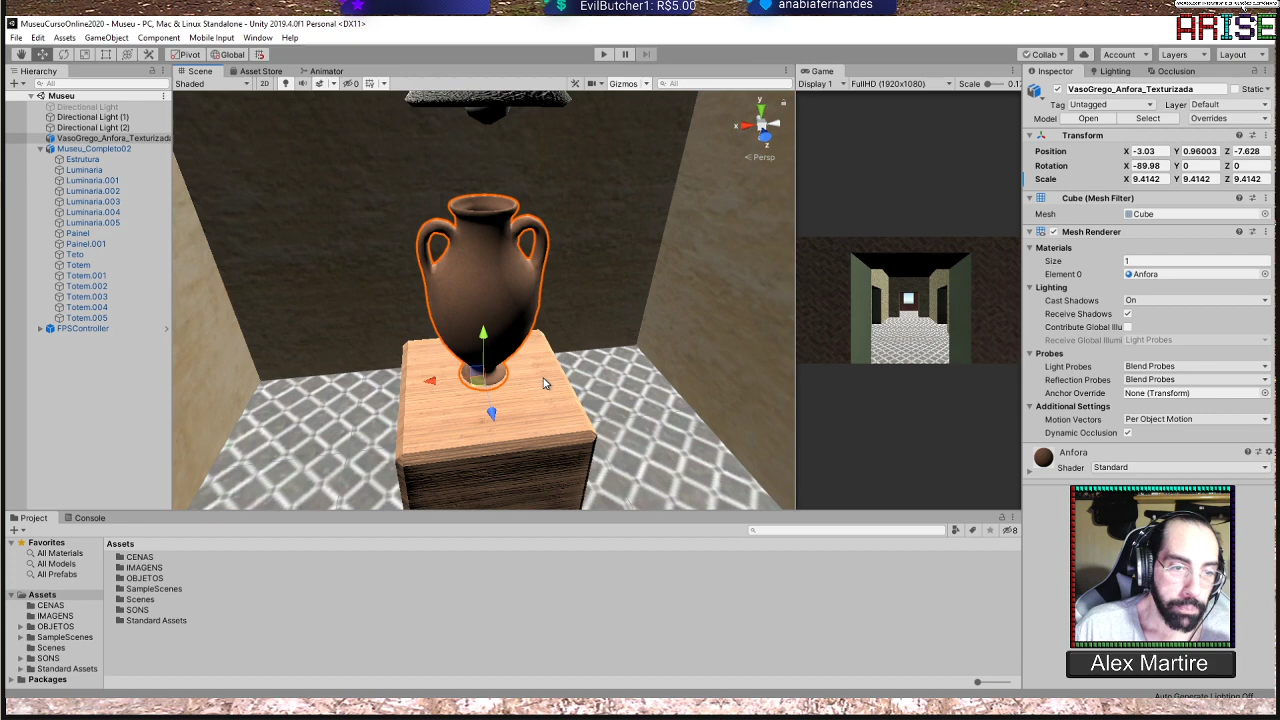 EvilButcher1: R$5.00
anabiafernandes
ARISE
MuseuCursoOnline2020 - Museu - PC, Mac & Linux Standalone - Unity 2019.4.0f1 Personal <DX11>
File Edit Assets GameObject Component Mobile Input Window Help
Pivot Global Collab Account Layers Layout
Hierarchy
All
Museu
Directional Light
Directional Light (1)
Directional Light (2)
VasoGrego_Anfora_Texturizada
Museu_Completo02
Estrutura
Luminaria
Luminaria.001
Luminaria.002
Luminaria.003
Luminaria.004
Luminaria.005
Painel
Painel.001
Teto
Totem
Totem.001
Totem.002
Totem.003
Totem.004
Totem.005
FPSController
Scene Asset Store Animator
Shaded 2D 0 Gizmos All
y
x
z
Persp
Game
Display 1 FullHD (1920x1080) Scale 0.17
Inspector Lighting Occlusion
VasoGrego_Anfora_Texturizada Static
Tag Untagged Layer Default
Model Open Select Overrides
Transform
Position X -3.03 Y 0.96003 Z -7.628
Rotation X -89.98 Y 0 Z 0
Scale X 9.4142 Y 9.4142 Z 9.4142
Cube (Mesh Filter)
Mesh Cube
Mesh Renderer
Materials
Size 1
Element 0 Anfora
Lighting
Cast Shadows On
Receive Shadows
Contribute Global Illu
Receive Global Illumi Light Probes
Probes
Light Probes Blend Probes
Reflection Probes Blend Probes
Anchor Override None (Transform)
Additional Settings
Motion Vectors Per Object Motion
Dynamic Occlusion
Anfora
Shader Standard
Project Console
8
Favorites
All Materials
All Models
All Prefabs
Assets
CENAS
IMAGENS
OBJETOS
SampleScenes
Scenes
SONS
Standard Assets
Packages
Assets
CENAS
IMAGENS
OBJETOS
SampleScenes
Scenes
SONS
Standard Assets
Alex Martire
Auto Generate Lighting Off